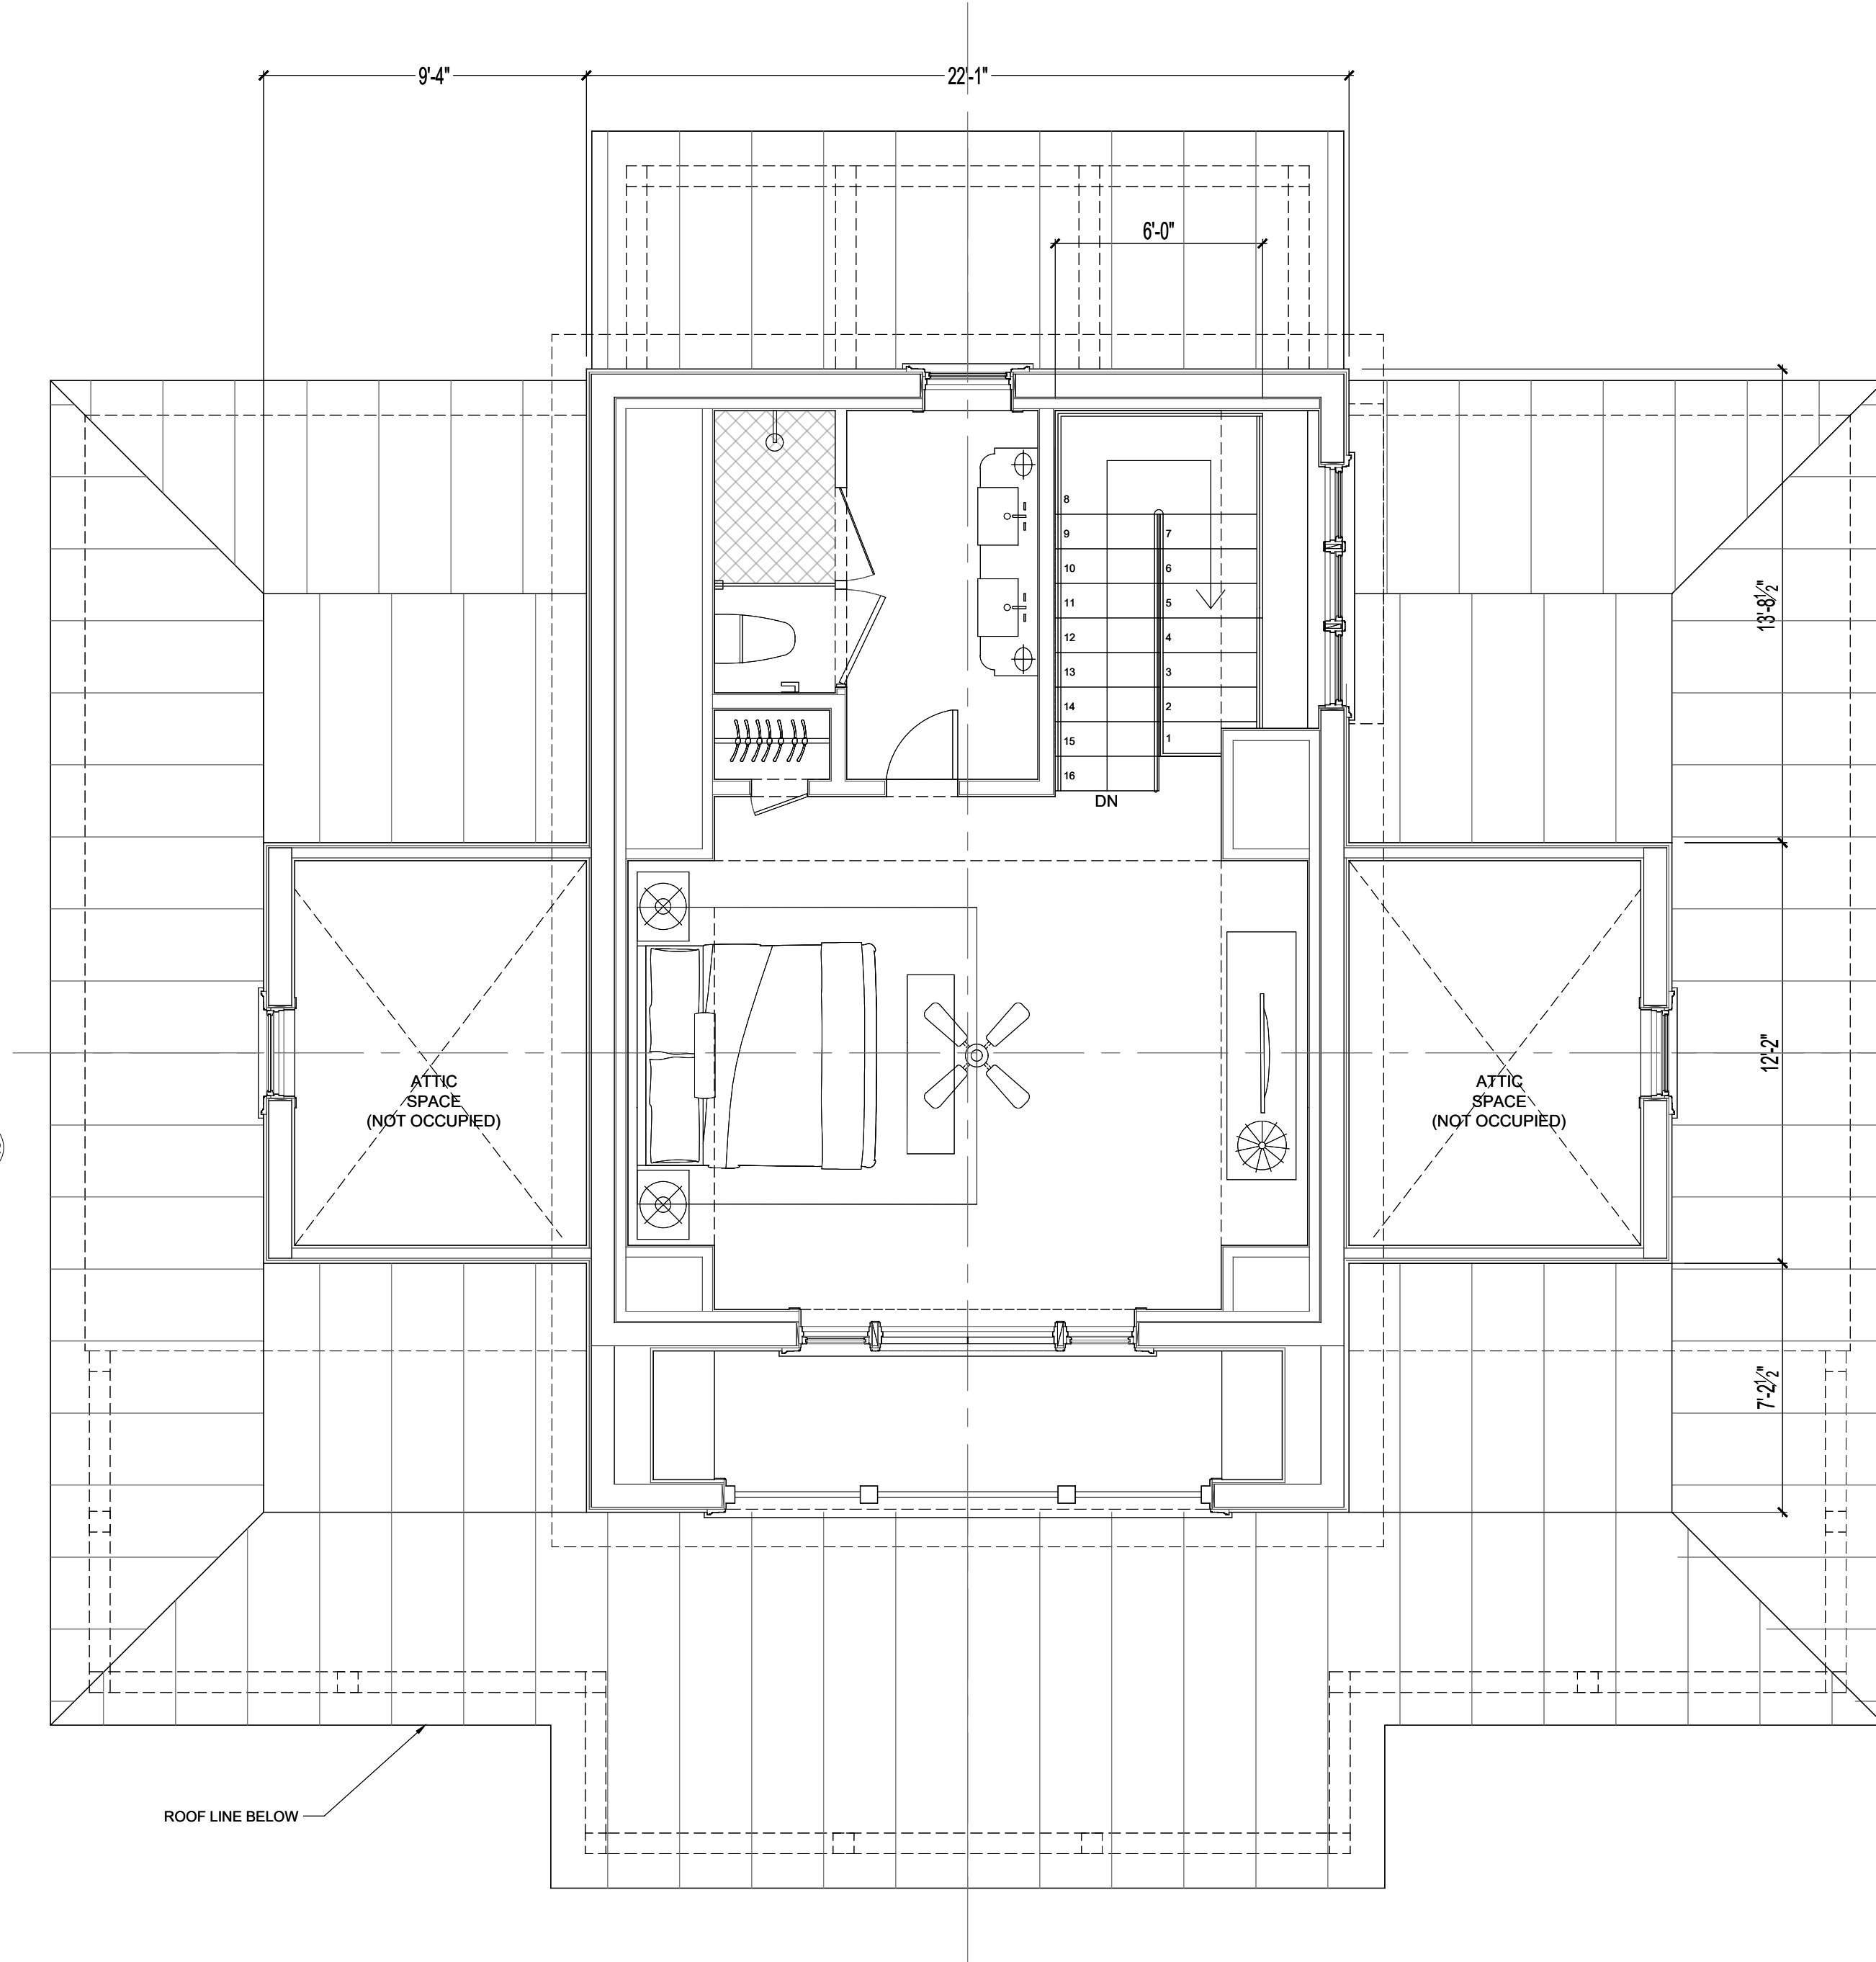 9'-4"
22'-1"
6'-0"
8
9
7
10
6
11
5
12
4
13
3
14
2
15
1
16
DN
13'-8½"
ATTIC
SPACE
(NOT OCCUPIED)
12'-2"
ATTIC
SPACE
(NOT OCCUPIED)
7'-2½"
ROOF LINE BELOW